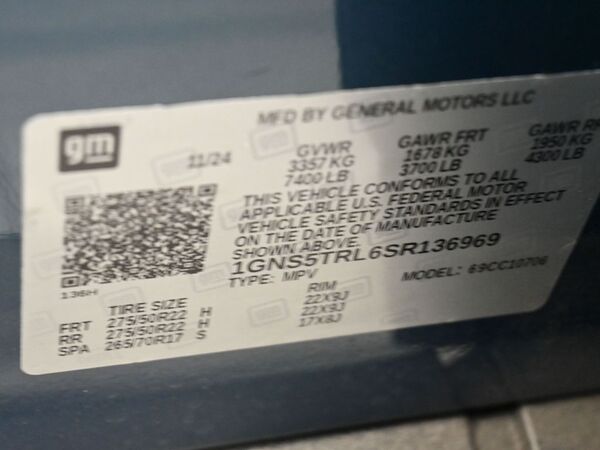 MFD BY GENERAL MOTORS LLC
gm
11/24
GVWR
3357 KG
7400 LB
GAWR FRT
1678 KG
3700 LB
GAWR RR
1950 KG
4300 LB
THIS VEHICLE CONFORMS TO ALL
APPLICABLE U.S. FEDERAL MOTOR
VEHICLE SAFETY STANDARDS IN EFFECT
ON THE DATE OF MANUFACTURE
SHOWN ABOVE.
1GNS5TRL6SR136969
TYPE: MPV
MODEL: 69CC10706
136H
TIRE SIZE
RIM
FRT 275/50R22 H 22X9J
RR 275/50R22 H 22X9J
SPA 265/70R17 S 17X8J